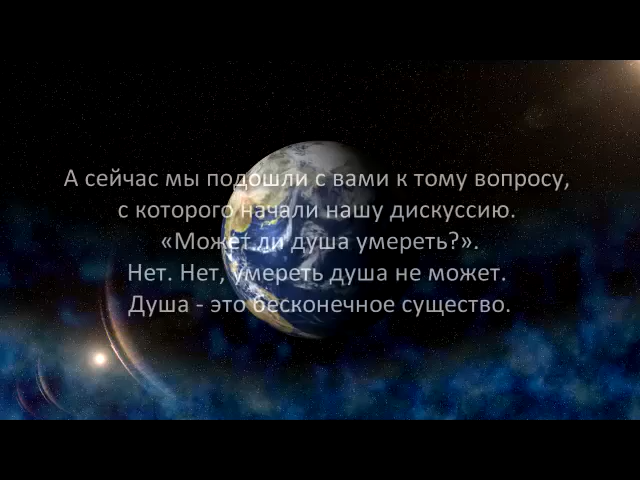 А сейчас мы подошли с вами к тому вопросу,
с которого начали нашу дискуссию.
«Может ли душа умереть?».
Нет. Нет, умереть душа не может.
Душа - это бесконечное существо.